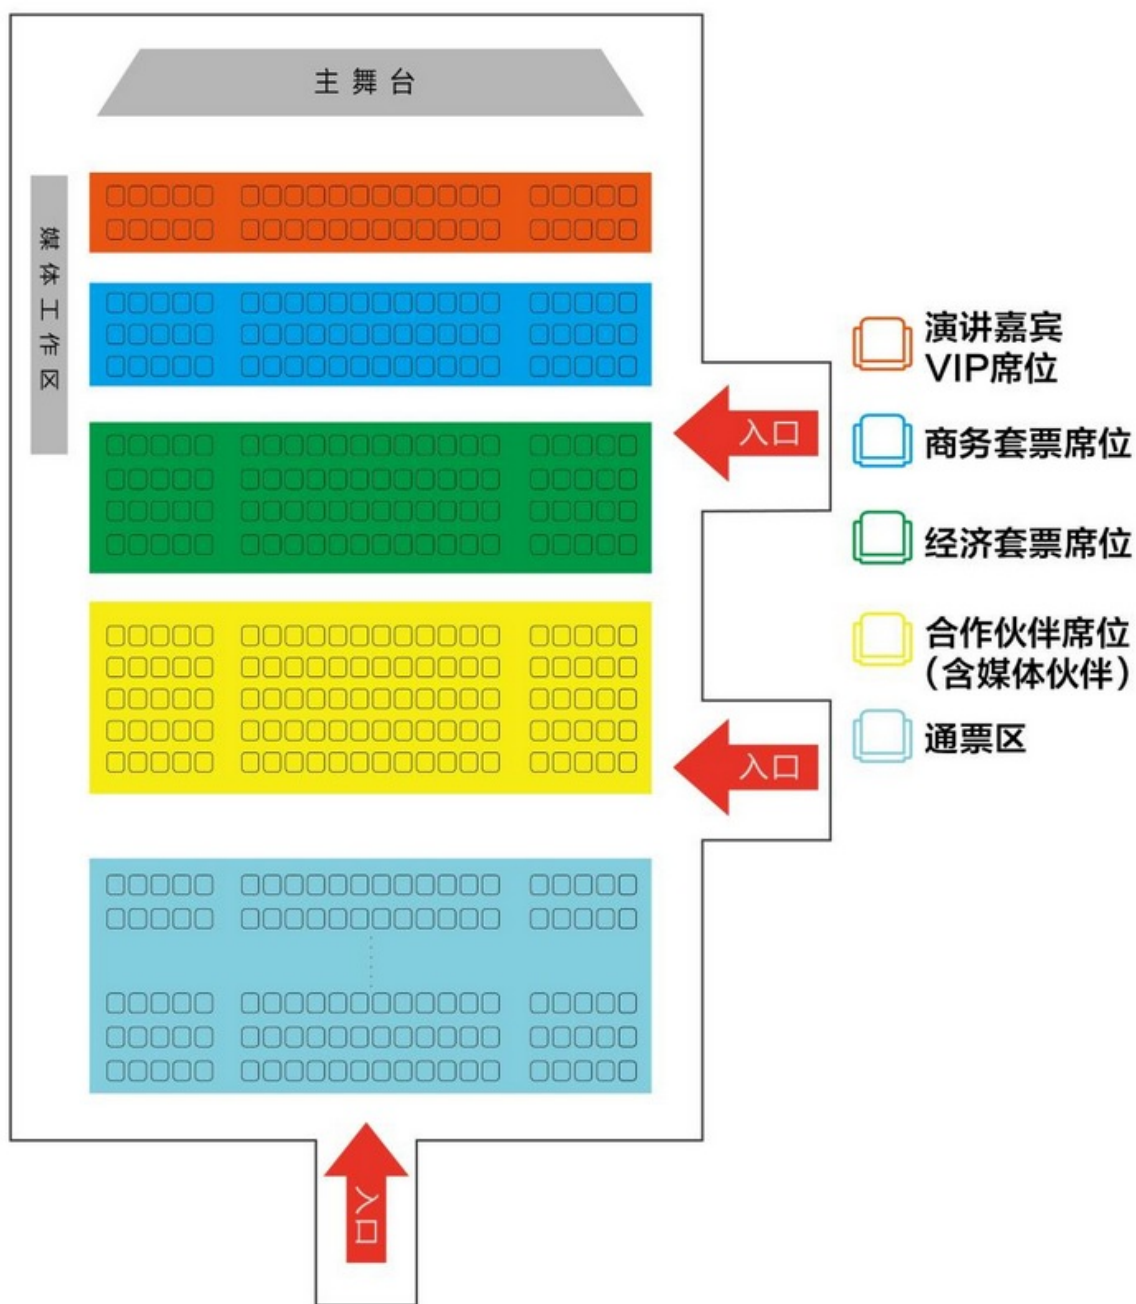 主舞台
媒体工作区
入口
入口
入口
演讲嘉宾
VIP席位
商务套票席位
经济套票席位
合作伙伴席位
（含媒体伙伴）
通票区